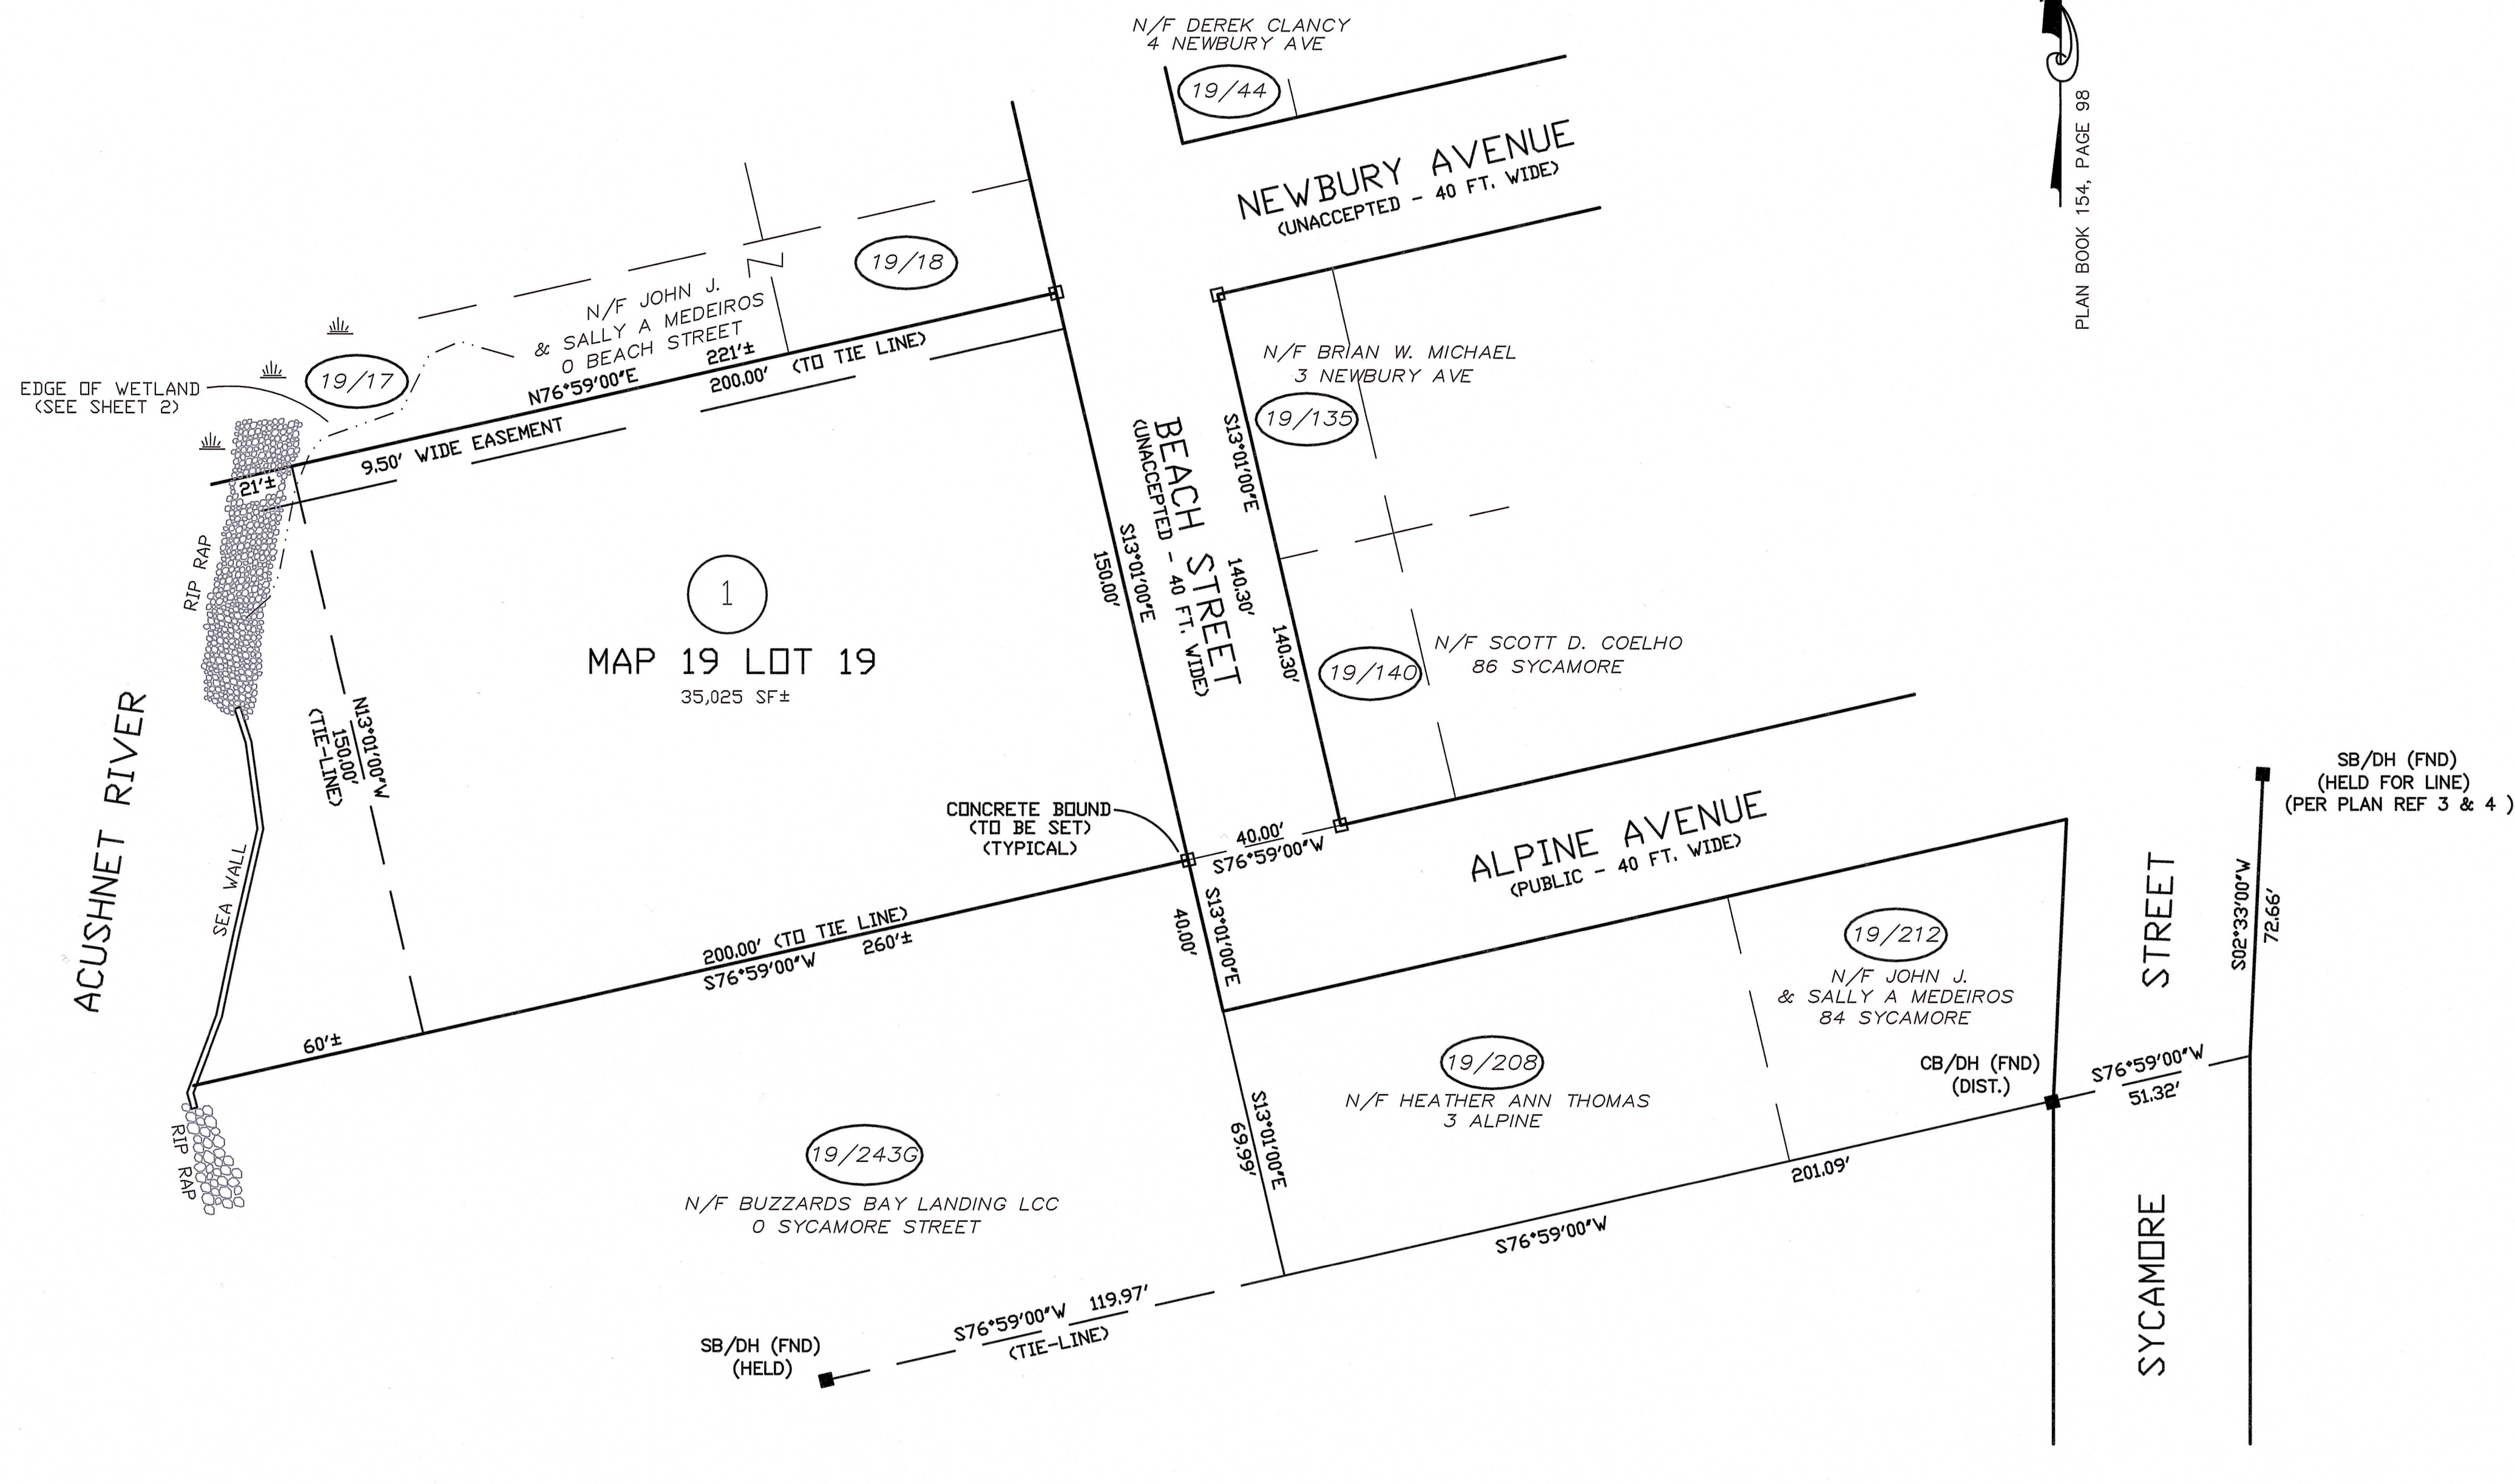 N/F DEREK CLANCY
4 NEWBURY AVE
19/44
NEWBURY AVENUE
(UNACCEPTED - 40 FT. WIDE)
PLAN BOOK 154, PAGE 98
19/18
N/F JOHN J.
& SALLY A MEDEIROS
0 BEACH STREET
221'±
N76°59'00"E
200.00' (TO TIE LINE)
19/17
EDGE OF WETLAND
(SEE SHEET 2)
9.50' WIDE EASEMENT
21'±
RIP RAP
N/F BRIAN W. MICHAEL
3 NEWBURY AVE
19/135
S13°01'00"E
BEACH STREET
(UNACCEPTED - 40 FT. WIDE)
S13°01'00"E
150.00'
140.30'
140.30'
1
MAP 19 LOT 19
35,025 SF±
19/140
N/F SCOTT D. COELHO
86 SYCAMORE
N13°01'00"W
150.00'
(TIE-LINE)
ACUSHNET RIVER
SEA WALL
CONCRETE BOUND
(TO BE SET)
(TYPICAL)
40.00'
S76°59'00"W
ALPINE AVENUE
(PUBLIC - 40 FT. WIDE)
SB/DH (FND)
(HELD FOR LINE)
(PER PLAN REF 3 & 4 )
S02°33'00"W
72.66'
200.00' (TO TIE LINE)
S76°59'00"W
260'±
60'±
S13°01'00"E
40.00'
19/212
N/F JOHN J.
& SALLY A MEDEIROS
84 SYCAMORE
19/208
N/F HEATHER ANN THOMAS
3 ALPINE
CB/DH (FND)
(DIST.)
S76°59'00"W
51.32'
RIP RAP
19/243G
N/F BUZZARDS BAY LANDING LCC
0 SYCAMORE STREET
S13°01'00"E
69.99'
201.09'
S76°59'00"W
SYCAMORE STREET
S76°59'00"W 119.97'
(TIE-LINE)
SB/DH (FND)
(HELD)